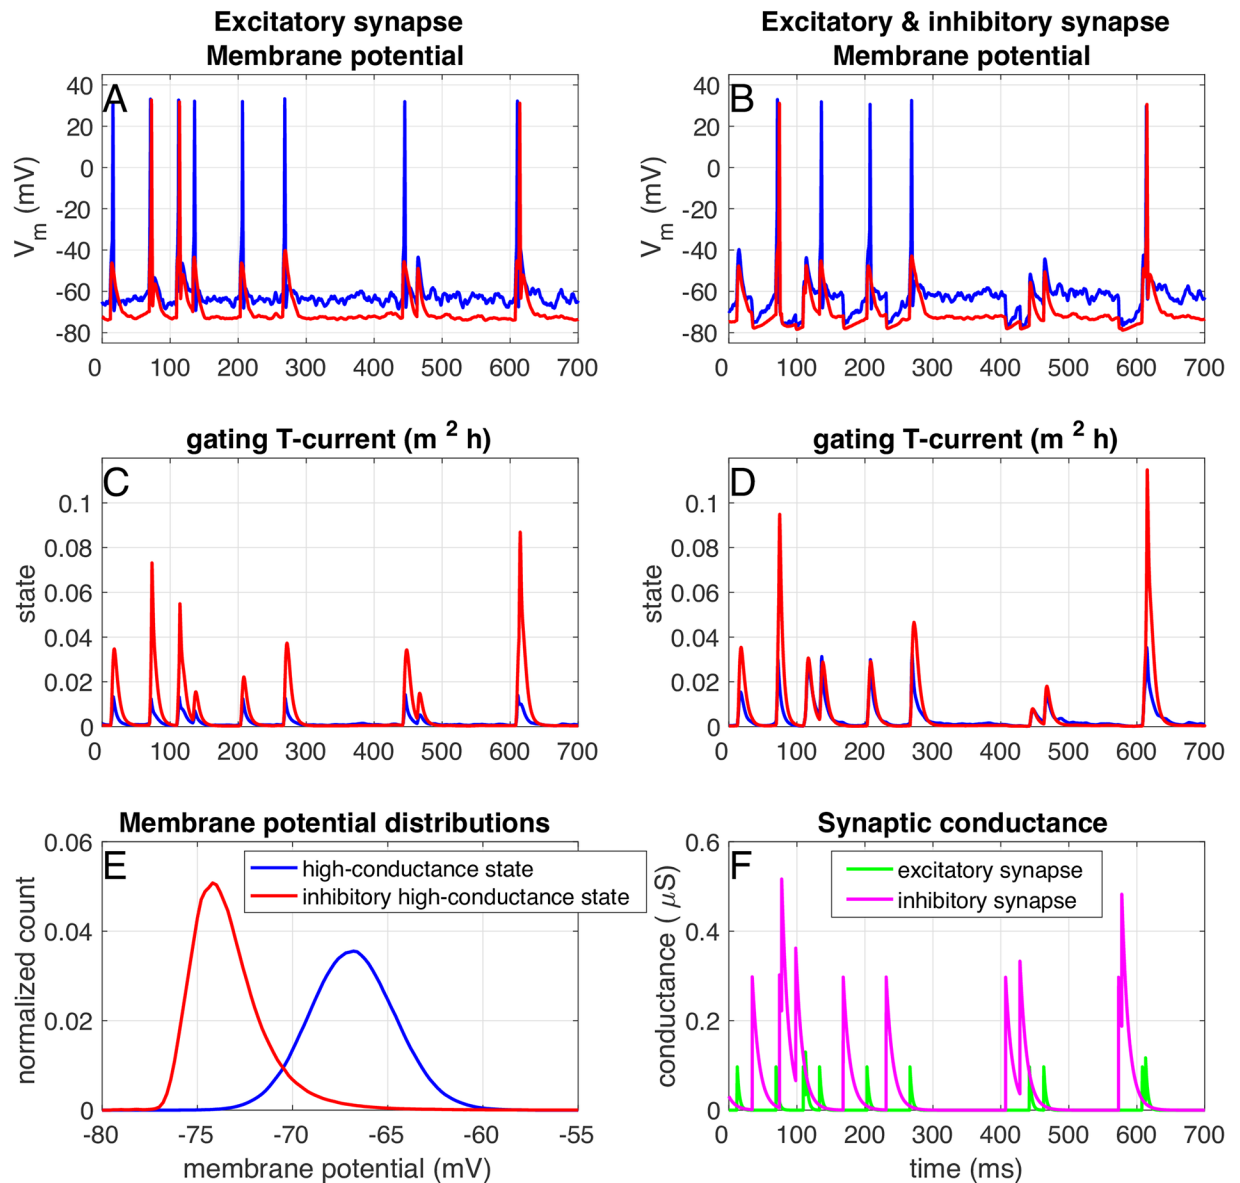 Excitatory synapse
Membrane potential
A
40
20
0
-20
-40
-60
-80
V_m (mV)
0 100 200 300 400 500 600 700
Excitatory & inhibitory synapse
Membrane potential
B
40
20
0
-20
-40
-60
-80
V_m (mV)
0 100 200 300 400 500 600 700
gating T-current (m ² h)
C
0.1
0.08
0.06
0.04
0.02
0
state
0 100 200 300 400 500 600 700
gating T-current (m ² h)
D
0.1
0.08
0.06
0.04
0.02
0
state
0 100 200 300 400 500 600 700
Membrane potential distributions
E
high-conductance state
inhibitory high-conductance state
0.06
0.04
0.02
0
normalized count
-80 -75 -70 -65 -60 -55
membrane potential (mV)
Synaptic conductance
F
excitatory synapse
inhibitory synapse
0.6
0.4
0.2
0
conductance ( μS)
0 100 200 300 400 500 600 700
time (ms)